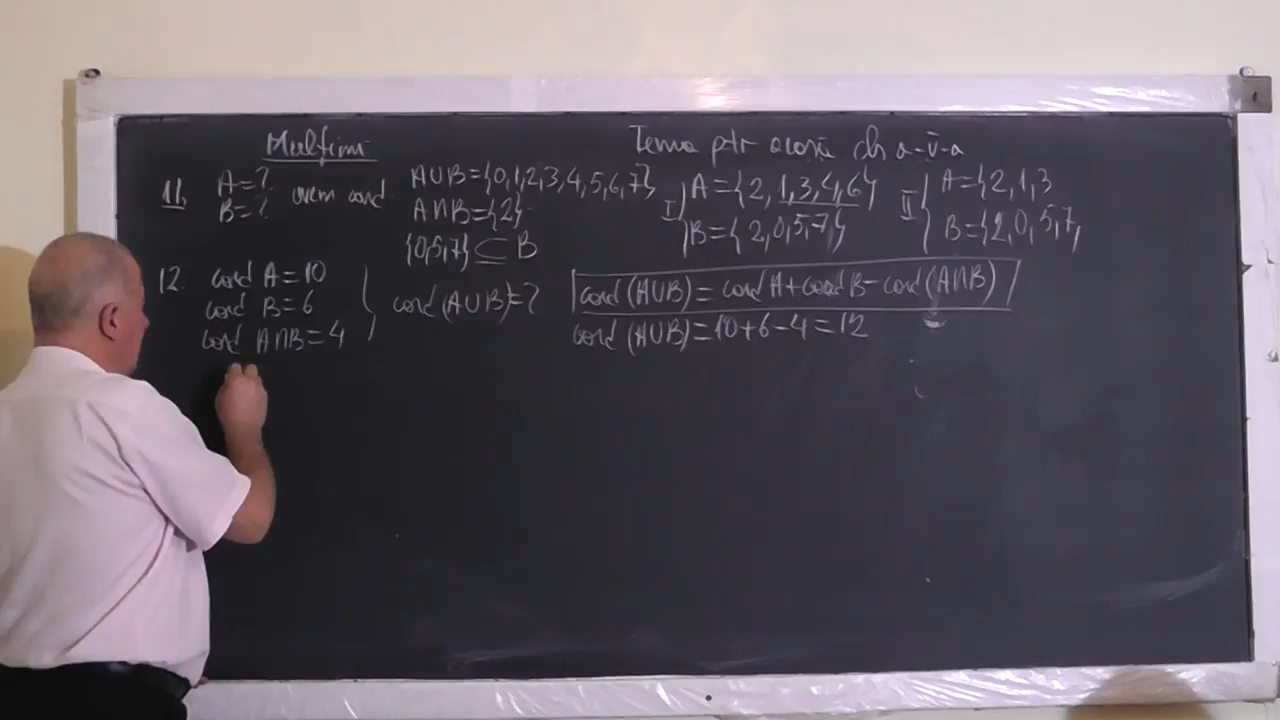 Mulțimi
Tema ptr acasă cls a-V-a
11. A=? B=? avem cond
A∪B={0,1,2,3,4,5,6,7}
A∩B={2}
{0,5,7}⊂B
I A={2,1,3,4,6}
B={2,0,5,7,}
II A={2,1,3
B={2,0,5,7,
12. card A=10
card B=6
card A∩B=4
card (A∪B)=?
card (A∪B)=card A+card B-card (A∩B)
card (A∪B)=10+6-4=12